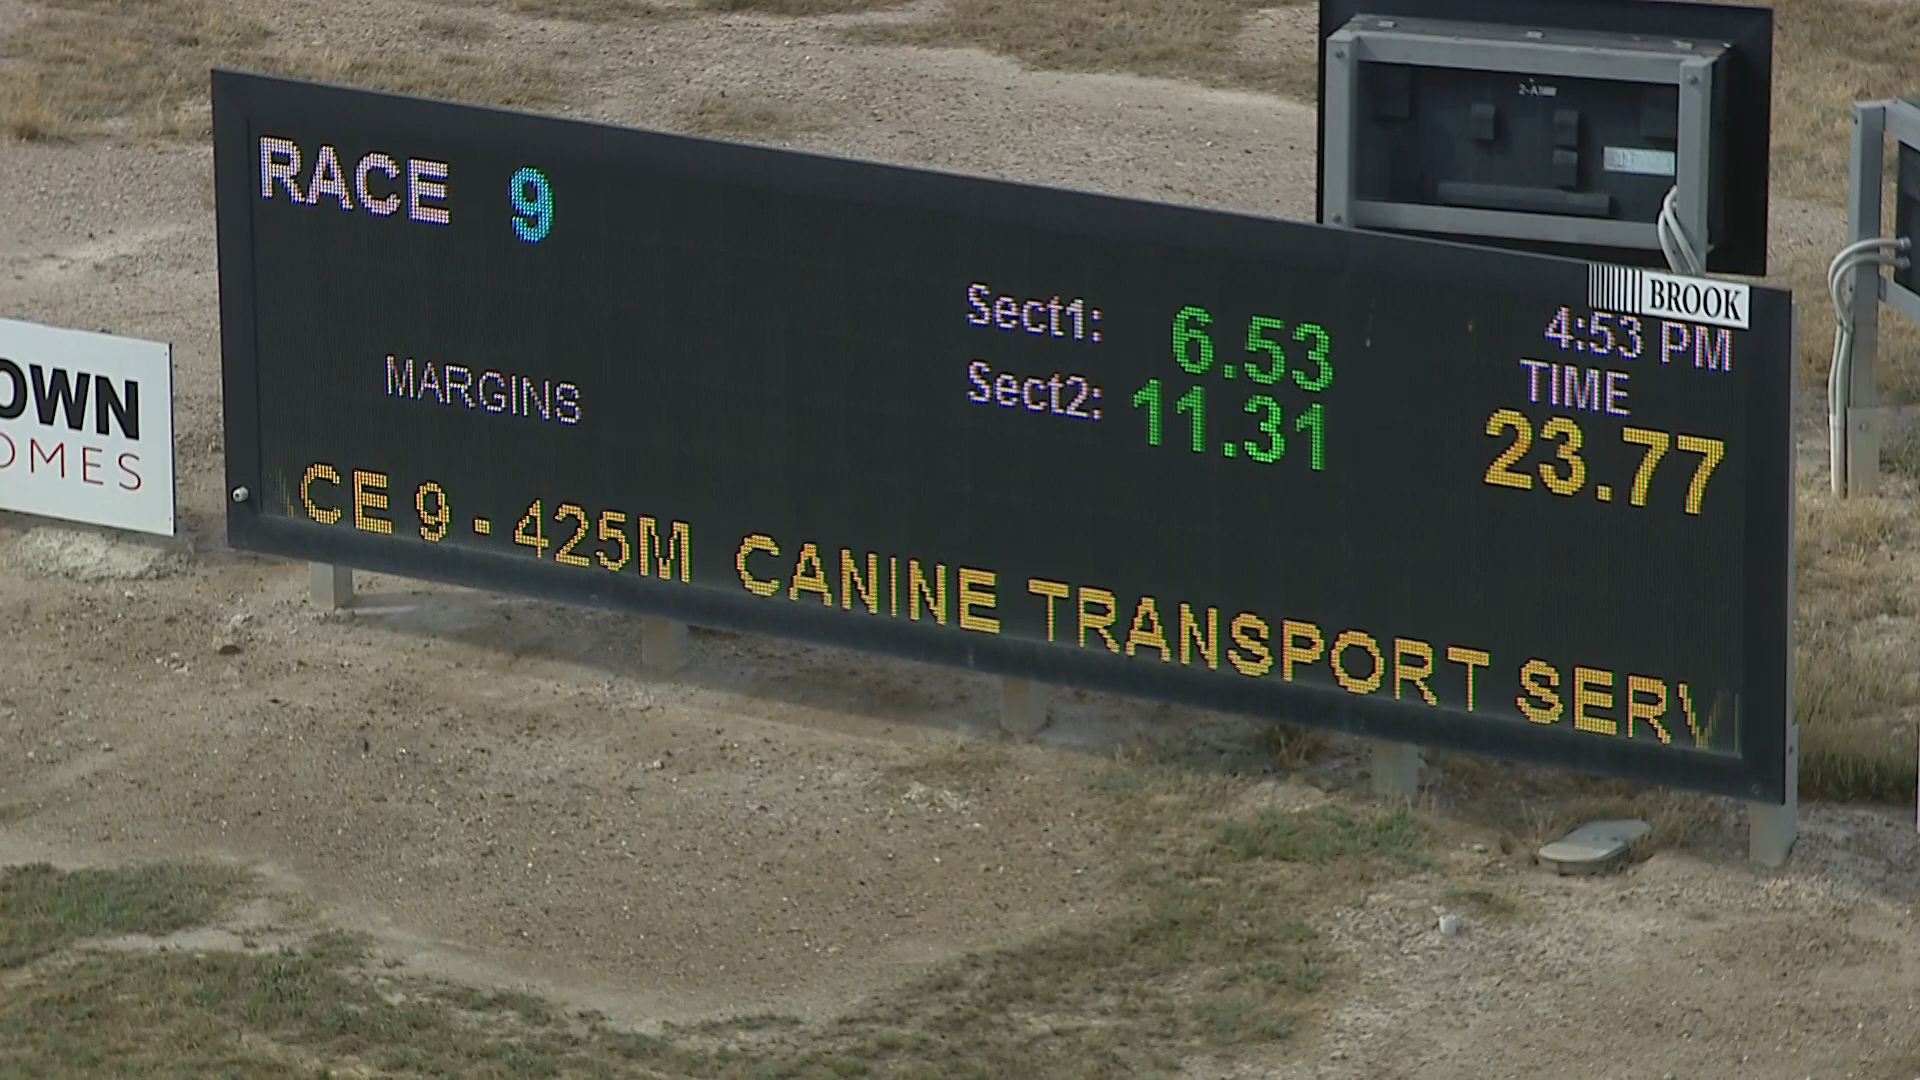 RACE 9
BROOK
4:53 PM
Sect1: 6.53
TIME
MARGINS
Sect2: 11.31
23.77
CE 9 - 425M CANINE TRANSPORT SERV
OWN
OMES